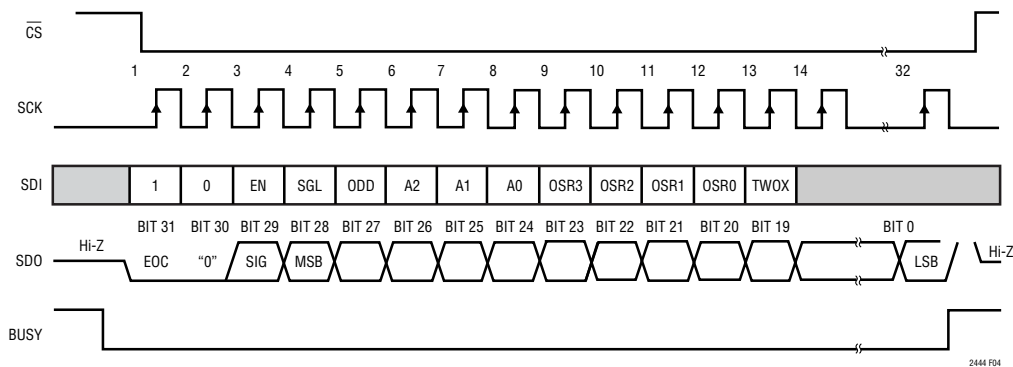 CS
1 2 3 4 5 6 7 8 9 10 11 12 13 14 32
SCK
SDI 1 0 EN SGL ODD A2 A1 A0 OSR3 OSR2 OSR1 OSR0 TWOX
BIT 31 BIT 30 BIT 29 BIT 28 BIT 27 BIT 26 BIT 25 BIT 24 BIT 23 BIT 22 BIT 21 BIT 20 BIT 19 BIT 0
SDO Hi-Z EOC “0” SIG MSB LSB Hi-Z
BUSY
2444 F04